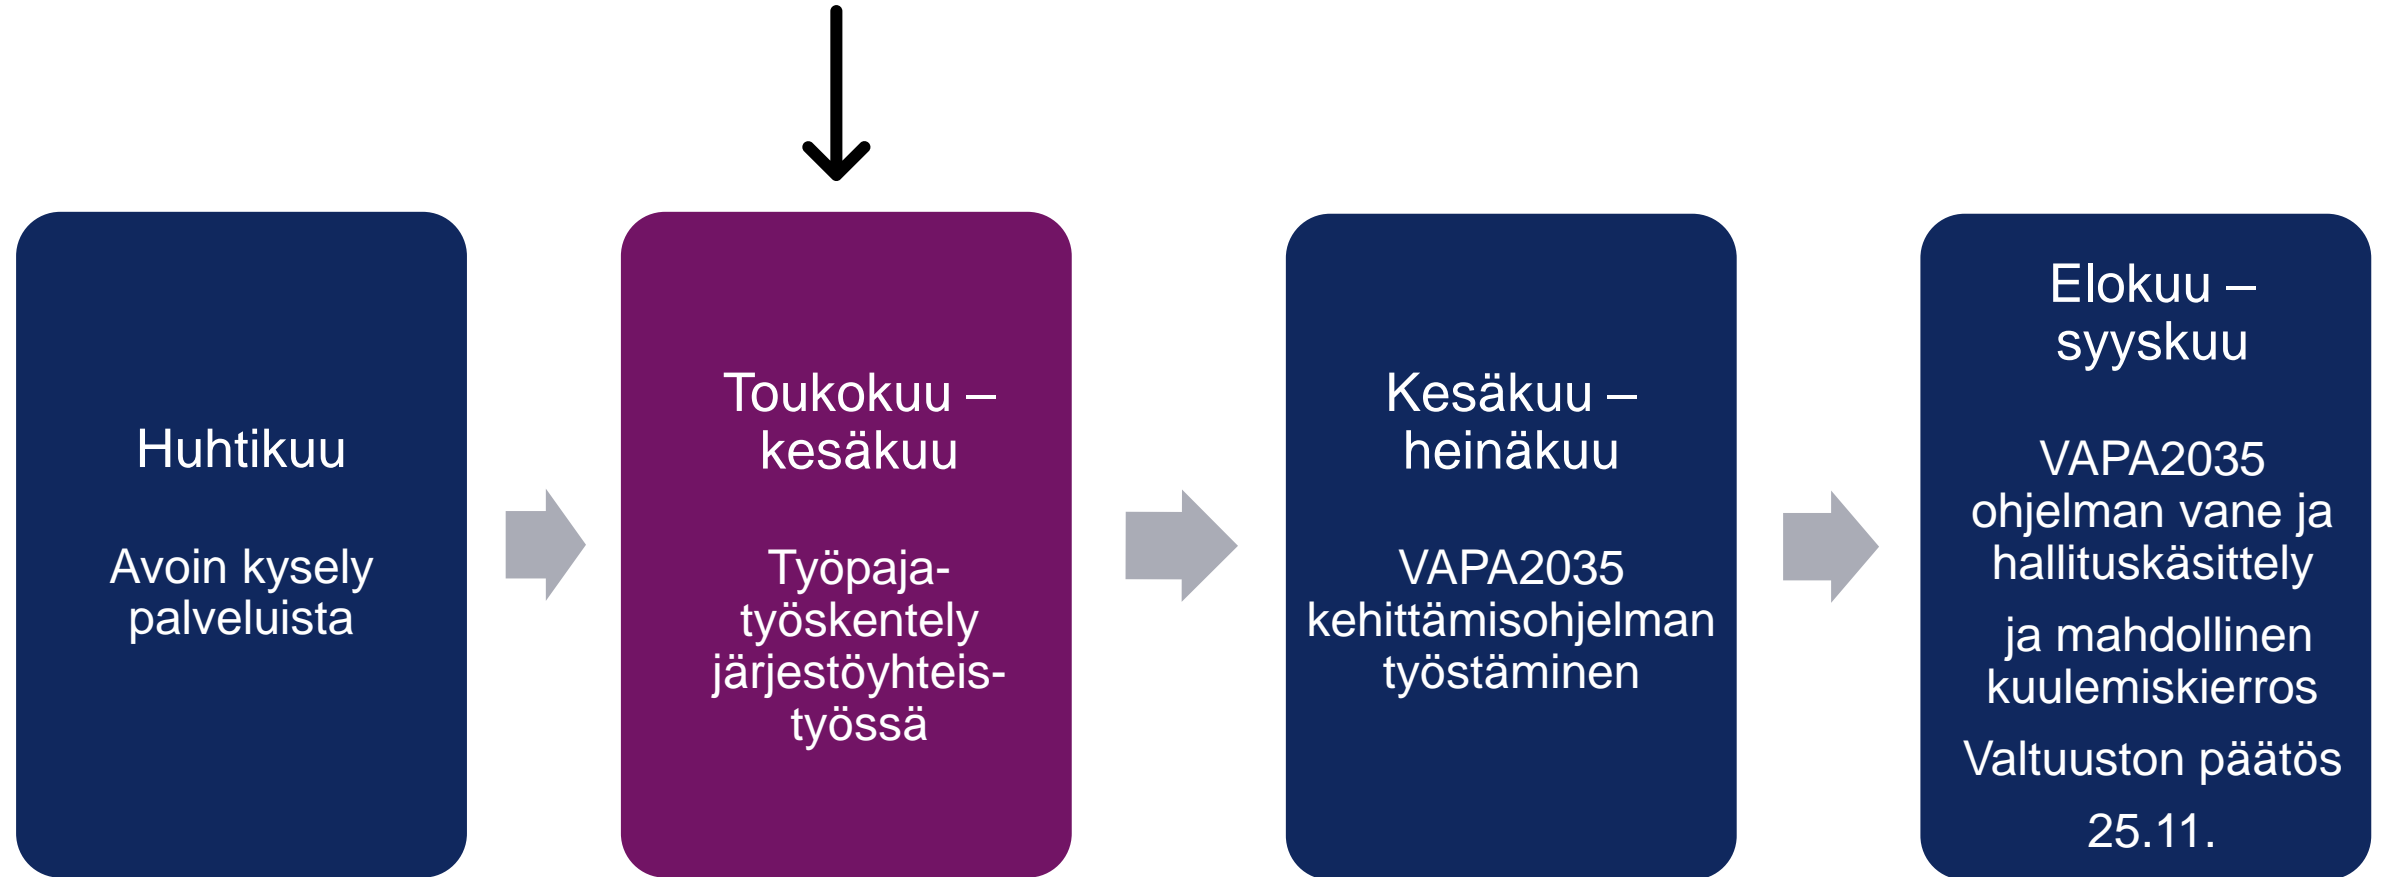 Huhtikuu
Avoin kysely
palveluista
Toukokuu –
kesäkuu
Työpaja-
työskentely
järjestöyhteis-
työssä
Kesäkuu –
heinäkuu
VAPA2035
kehittämisohjelman
työstäminen
Elokuu –
syyskuu
VAPA2035
ohjelman vane ja
hallituskäsittely
ja mahdollinen
kuulemiskierros
Valtuuston päätös
25.11.